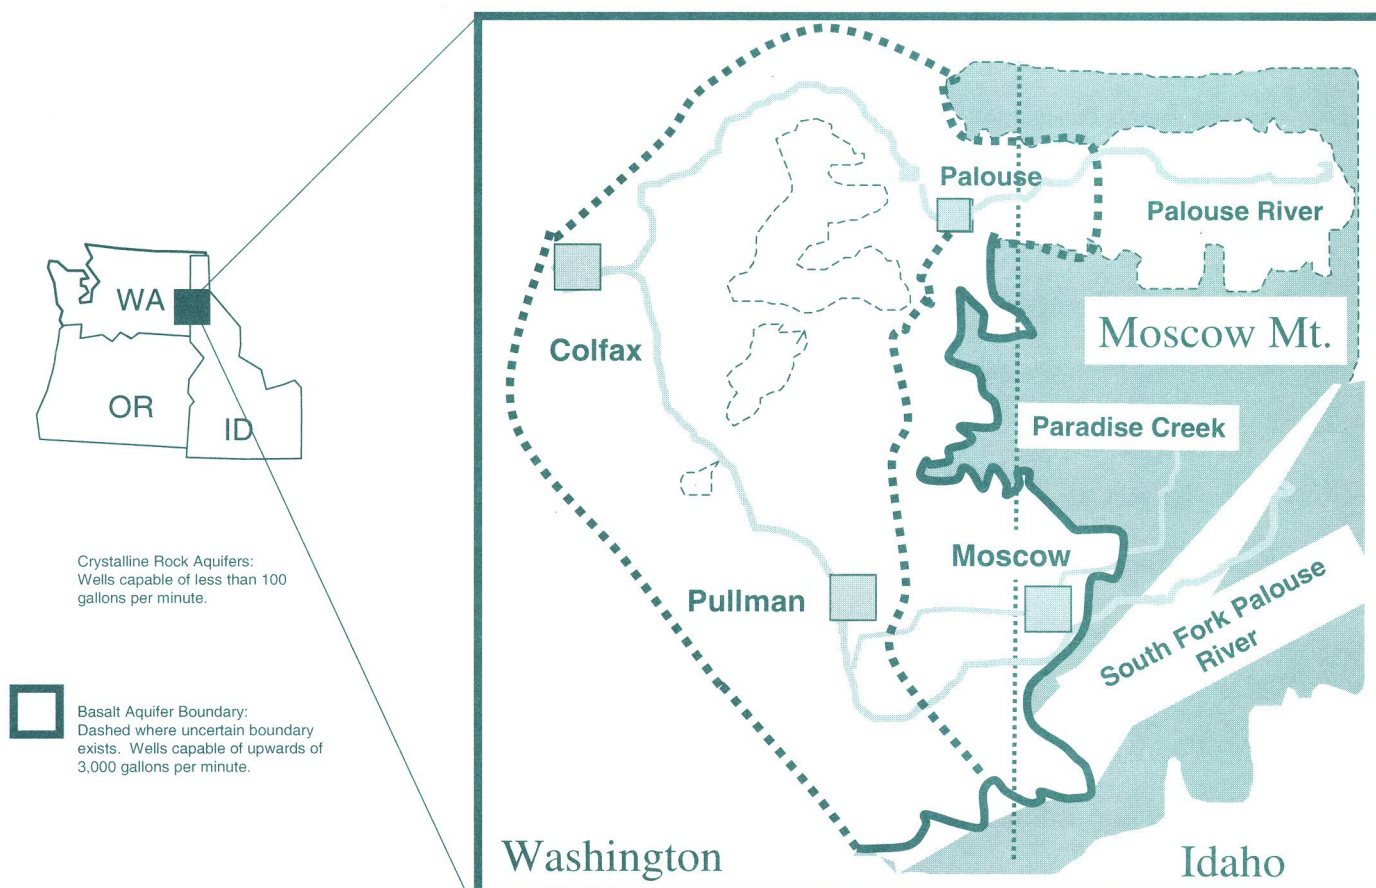 WA
OR
ID
Crystalline Rock Aquifers:
Wells capable of less than 100
gallons per minute.
Basalt Aquifer Boundary:
Dashed where uncertain boundary
exists. Wells capable of upwards of
3,000 gallons per minute.
Palouse
Palouse River
Colfax
Moscow Mt.
Paradise Creek
Moscow
Pullman
South Fork Palouse
River
Washington
Idaho